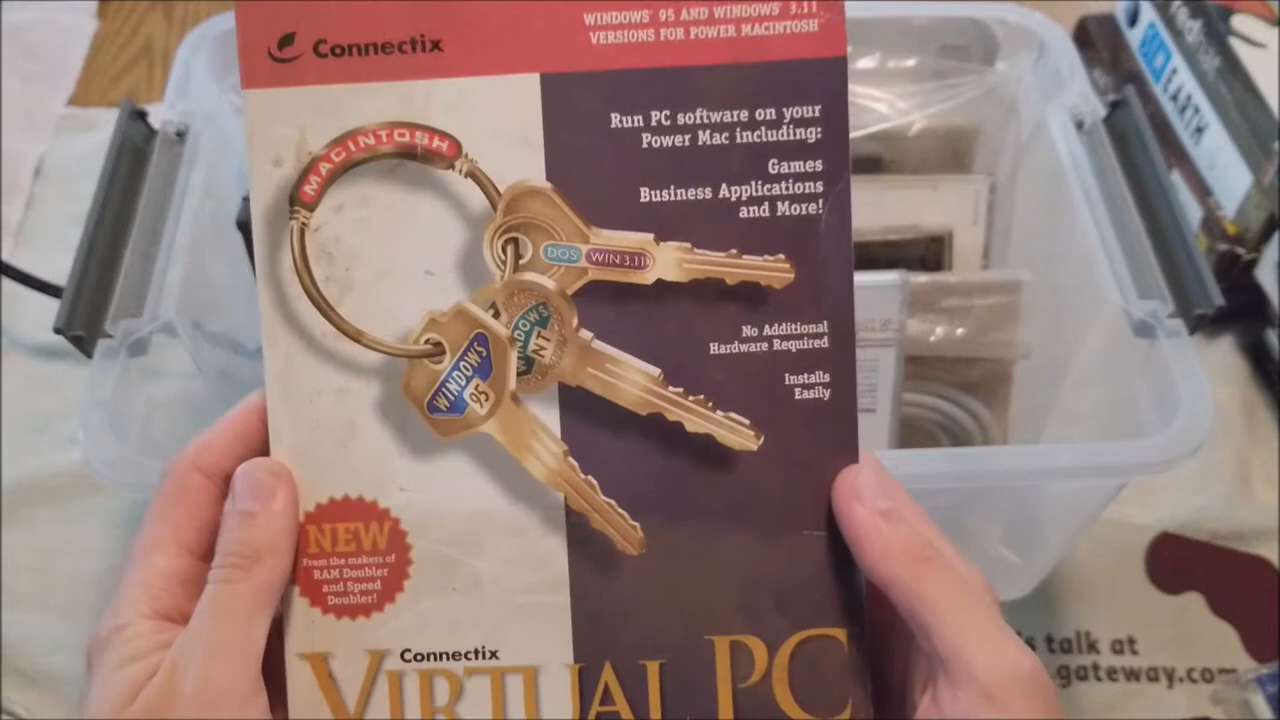 Connectix
WINDOWS® 95 AND WINDOWS® 3.11
VERSIONS FOR POWER MACINTOSH™
Run PC software on your
Power Mac including:
Games
Business Applications
and More!
MACINTOSH
DOS WIN 3.11
WINDOWS
NT
WINDOWS
95
No Additional
Hardware Required
Installs
Easily
NEW
From the makers of
RAM Doubler
and Speed
Doubler!
Connectix
VIRTUAL PC
EARTH
s talk at
.gateway.com